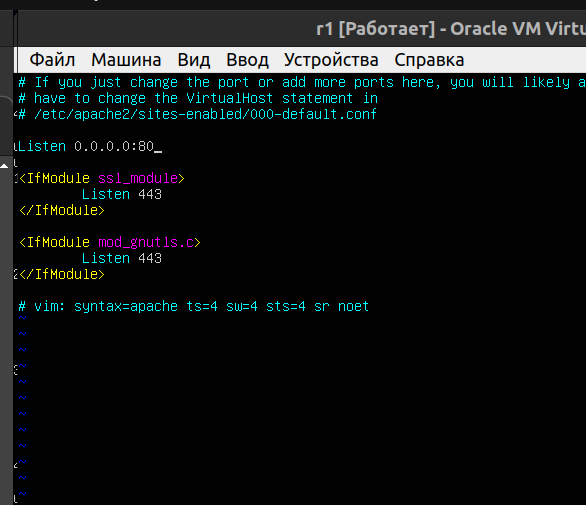 r1 [Работает] - Oracle VM Virtu
Файл Машина Вид Ввод Устройства Справка
# If you just change the port or add more ports here, you will likely a
# have to change the VirtualHost statement in
# /etc/apache2/sites-enabled/000-default.conf
Listen 0.0.0.0:80_
<IfModule ssl_module>
Listen 443
</IfModule>
<IfModule mod_gnutls.c>
Listen 443
</IfModule>
# vim: syntax=apache ts=4 sw=4 sts=4 sr noet
~
~
~
~
~
~
~
~
~
~
~
~